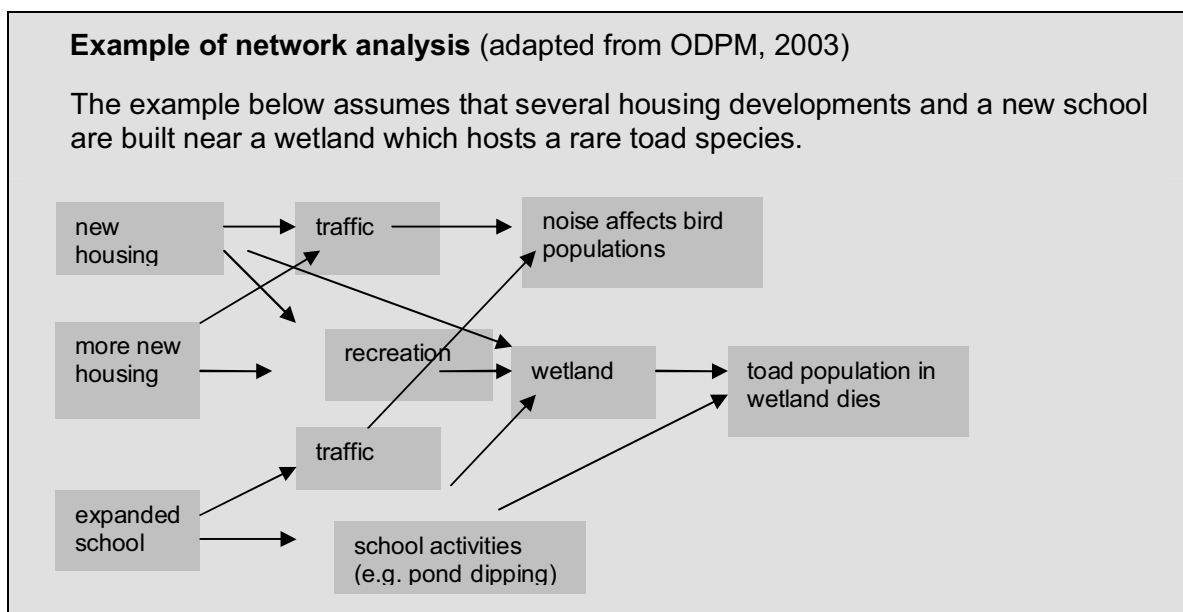 Example of network analysis (adapted from ODPM, 2003)
The example below assumes that several housing developments and a new school
are built near a wetland which hosts a rare toad species.
new
housing
traffic
noise affects bird
populations
more new
housing
recreation
wetland
toad population in
wetland dies
traffic
expanded
school
school activities
(e.g. pond dipping)